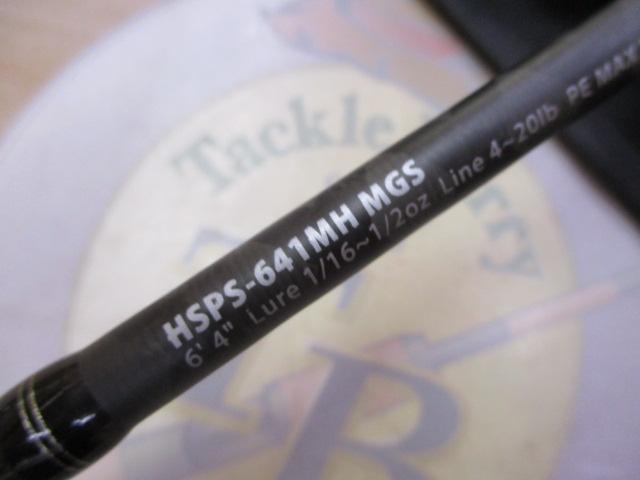 HSPS-641MH MGS
6' 4" Lure 1/16~1/2oz Line 4~20lb PE MAX
Tackle
R